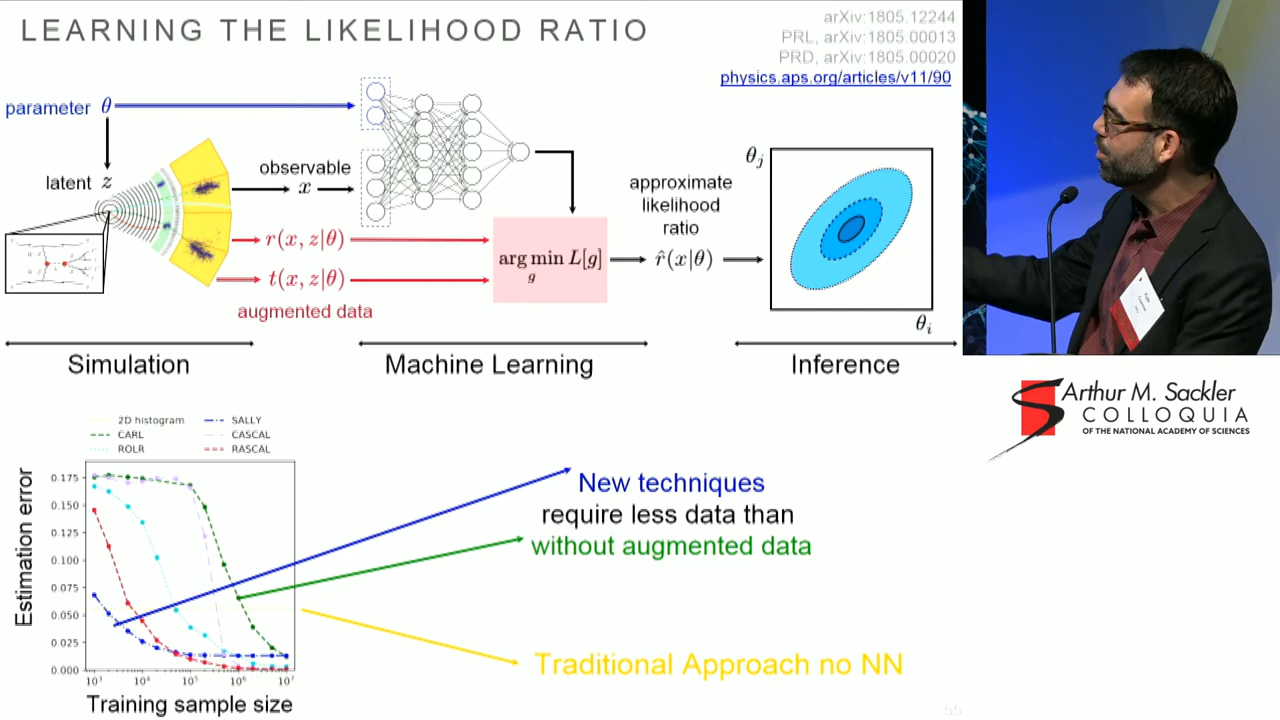 LEARNING THE LIKELIHOOD RATIO
arXiv:1805.12244
PRL, arXiv:1805.00013
PRD, arXiv:1805.00020
physics.aps.org/articles/v11/90
parameter θ
latent z
observable
x
r(x, z|θ)
t(x, z|θ)
augmented data
arg min L[g]
g
approximate
likelihood
ratio
r̂(x|θ)
θj
θi
Simulation
Machine Learning
Inference
Arthur M. Sackler
COLLOQUIA
OF THE NATIONAL ACADEMY OF SCIENCES
2D histogram
CARL
ROLR
SALLY
CASCAL
RASCAL
Estimation error
0.175
0.150
0.125
0.100
0.075
0.050
0.025
0.000
10³ 10⁴ 10⁵ 10⁶ 10⁷
Training sample size
New techniques
require less data than
without augmented data
Traditional Approach no NN
55